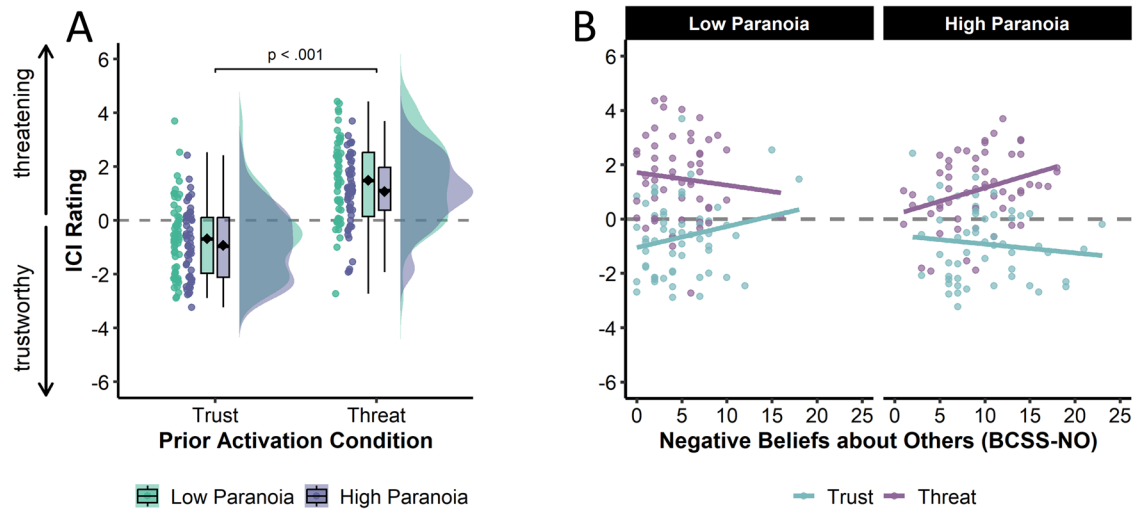 A
threatening
trustworthy
ICI Rating
6
4
2
0
-2
-4
-6
p < .001
Trust
Threat
Prior Activation Condition
Low Paranoia
High Paranoia
B
Low Paranoia
High Paranoia
6
4
2
0
-2
-4
-6
0 5 10 15 20 25
0 5 10 15 20 25
Negative Beliefs about Others (BCSS-NO)
Trust
Threat